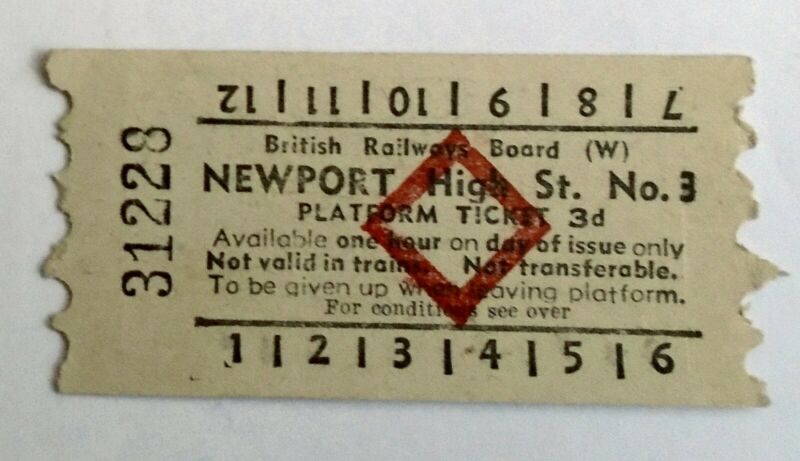 12 | 11 | 10 | 9 | 8 | 7
British Railways Board (W)
NEWPORT High St. No. 3
PLATFORM TICKET 3d
Available one hour on day of issue only
Not valid in trains. Not transferable.
To be given up when leaving platform.
For conditions see over
1 | 2 | 3 | 4 | 5 | 6
31228